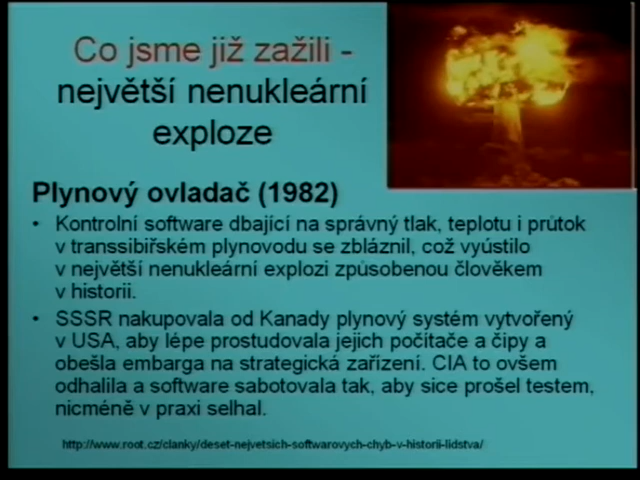 Co jsme již zažili -
největší nenukleární
exploze
Plynový ovladač (1982)
• Kontrolní software dbající na správný tlak, teplotu i průtok
v transsibiřském plynovodu se zbláznil, což vyústilo
v největší nenukleární explozi způsobenou člověkem
v historii.
• SSSR nakupovala od Kanady plynový systém vytvořený
v USA, aby lépe prostudovala jejich počítače a čipy a
obešla embarga na strategická zařízení. CIA to ovšem
odhalila a software sabotovala tak, aby sice prošel testem,
nicméně v praxi selhal.
http://www.root.cz/clanky/deset-nejvetsich-softwarovych-chyb-v-historii-lidstva/